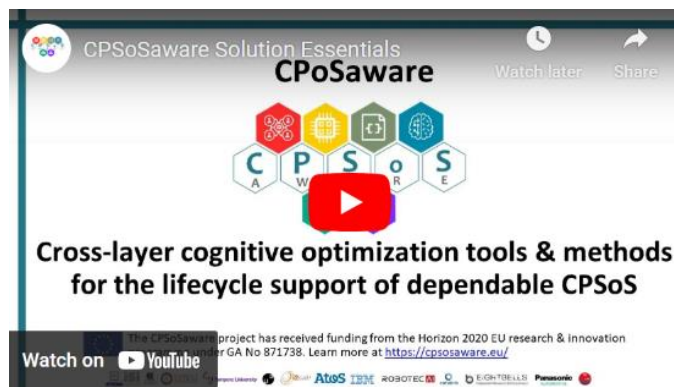 CPSoSaware Solution Essentials
Watch later
Share
CPoSaware
C P S o S
A W R E
Cross-layer cognitive optimization tools & methods
for the lifecycle support of dependable CPSoS
The CPSoSaware project has received funding from the Horizon 2020 EU research & innovation
under GA No 871738. Learn more at https://cpsosaware.eu/
Watch on YouTube
University
Atos IBM ROBOTEC EIGHTBELLS Panasonic